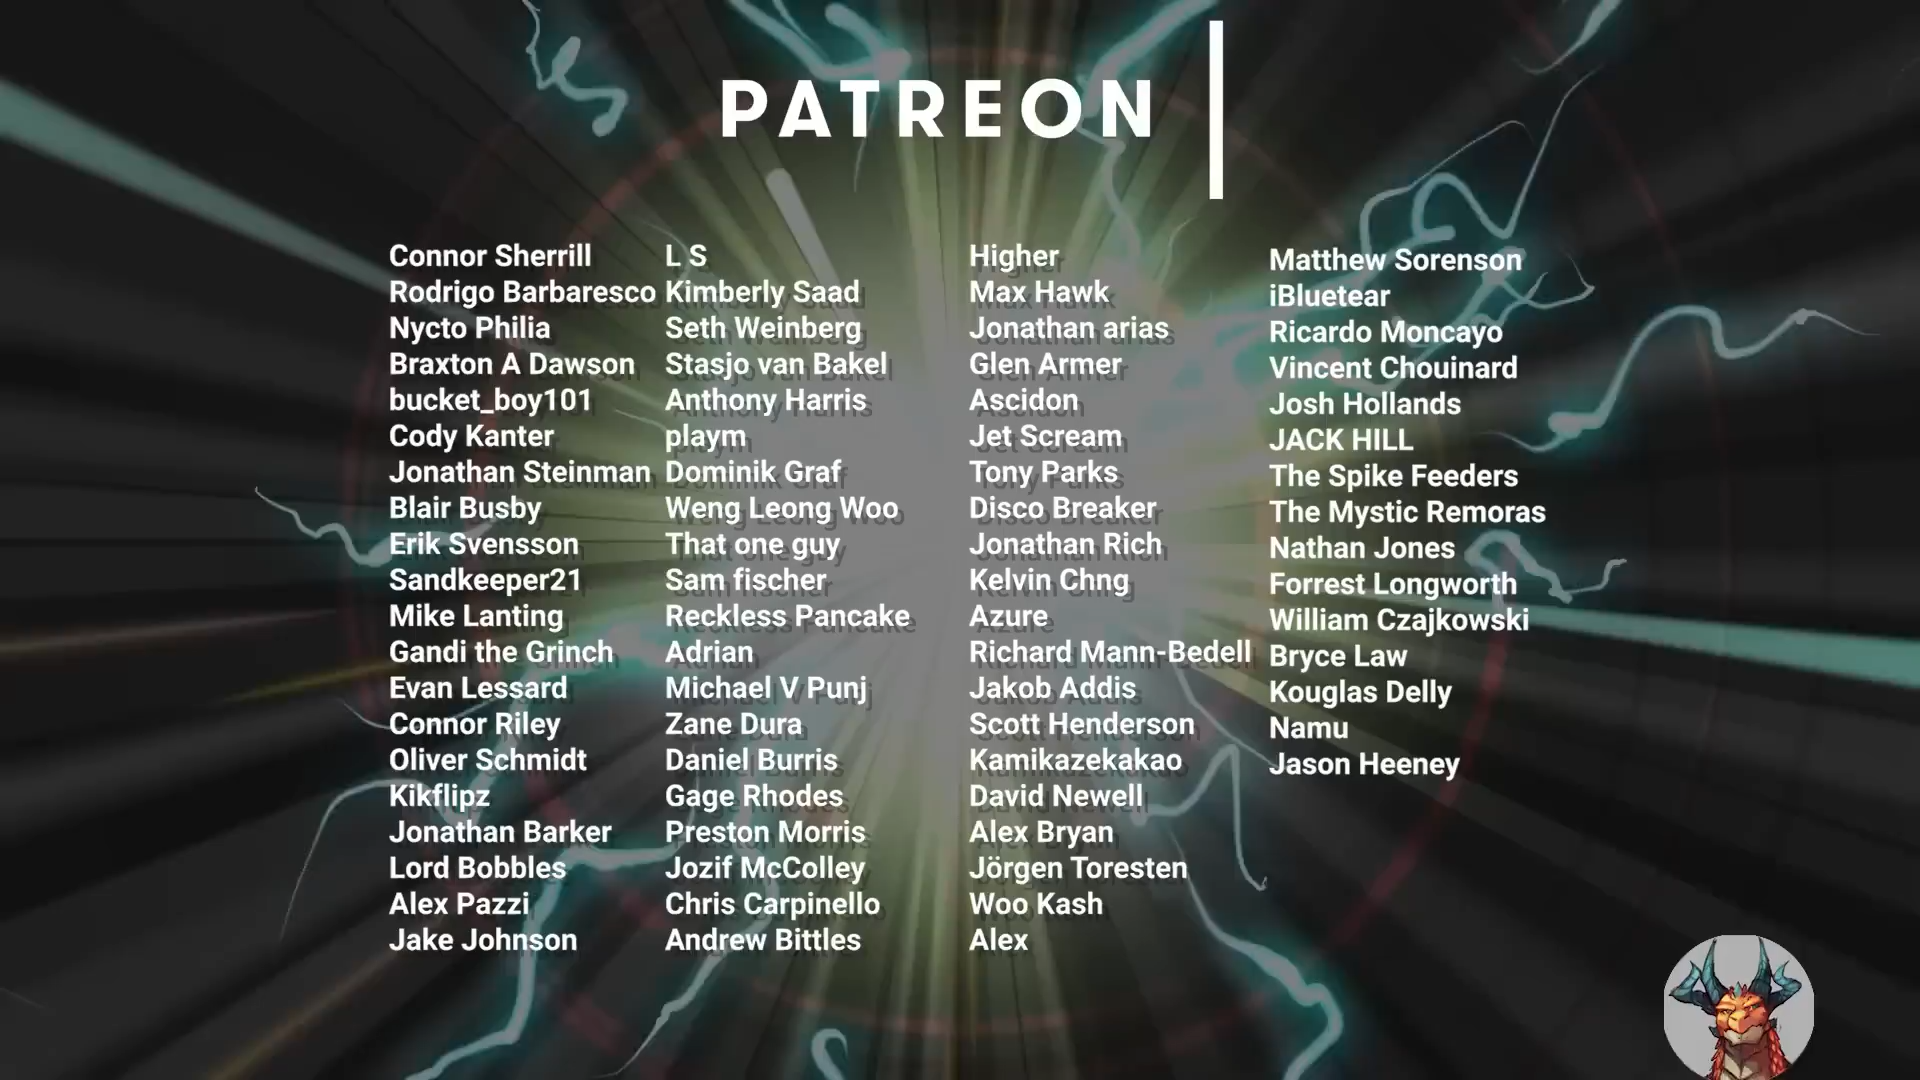 PATREON
Connor Sherrill
Rodrigo Barbaresco
Nycto Philia
Braxton A Dawson
bucket_boy101
Cody Kanter
Jonathan Steinman
Blair Busby
Erik Svensson
Sandkeeper21
Mike Lanting
Gandi the Grinch
Evan Lessard
Connor Riley
Oliver Schmidt
Kikflipz
Jonathan Barker
Lord Bobbles
Alex Pazzi
Jake Johnson
L S
Kimberly Saad
Seth Weinberg
Stasjo van Bakel
Anthony Harris
playm
Dominik Graf
Weng Leong Woo
That one guy
Sam fischer
Reckless Pancake
Adrian
Michael V Punj
Zane Dura
Daniel Burris
Gage Rhodes
Preston Morris
Jozif McColley
Chris Carpinello
Andrew Bittles
Higher
Max Hawk
Jonathan arias
Glen Armer
Ascidon
Jet Scream
Tony Parks
Disco Breaker
Jonathan Rich
Kelvin Chng
Azure
Richard Mann-Bedell
Jakob Addis
Scott Henderson
Kamikazekakao
David Newell
Alex Bryan
Jörgen Toresten
Woo Kash
Alex
Matthew Sorenson
iBluetear
Ricardo Moncayo
Vincent Chouinard
Josh Hollands
JACK HILL
The Spike Feeders
The Mystic Remoras
Nathan Jones
Forrest Longworth
William Czajkowski
Bryce Law
Kouglas Delly
Namu
Jason Heeney